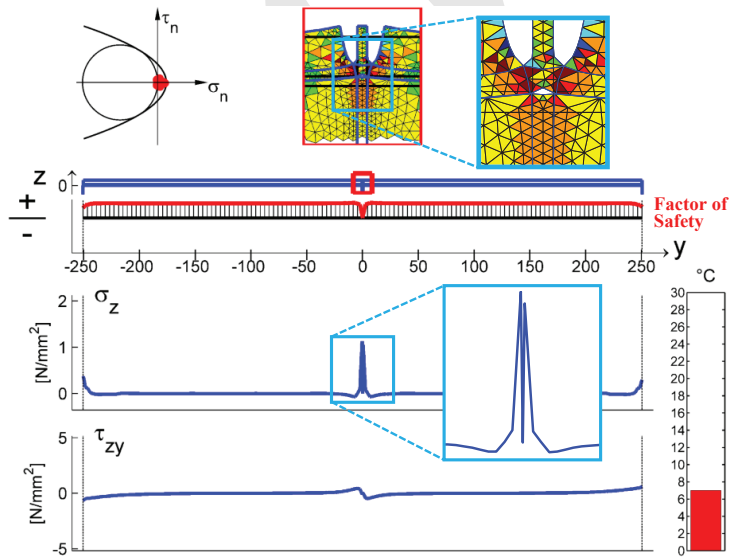 τn
σn
z
0
+
-
Factor of
Safety
-250 -200 -150 -100 -50 0 50 100 150 200 250
y
°C
σz
[N/mm²]
2
1
0
τzy
[N/mm²]
5
0
-5
30
28
26
24
22
20
18
16
14
12
10
8
6
4
2
0